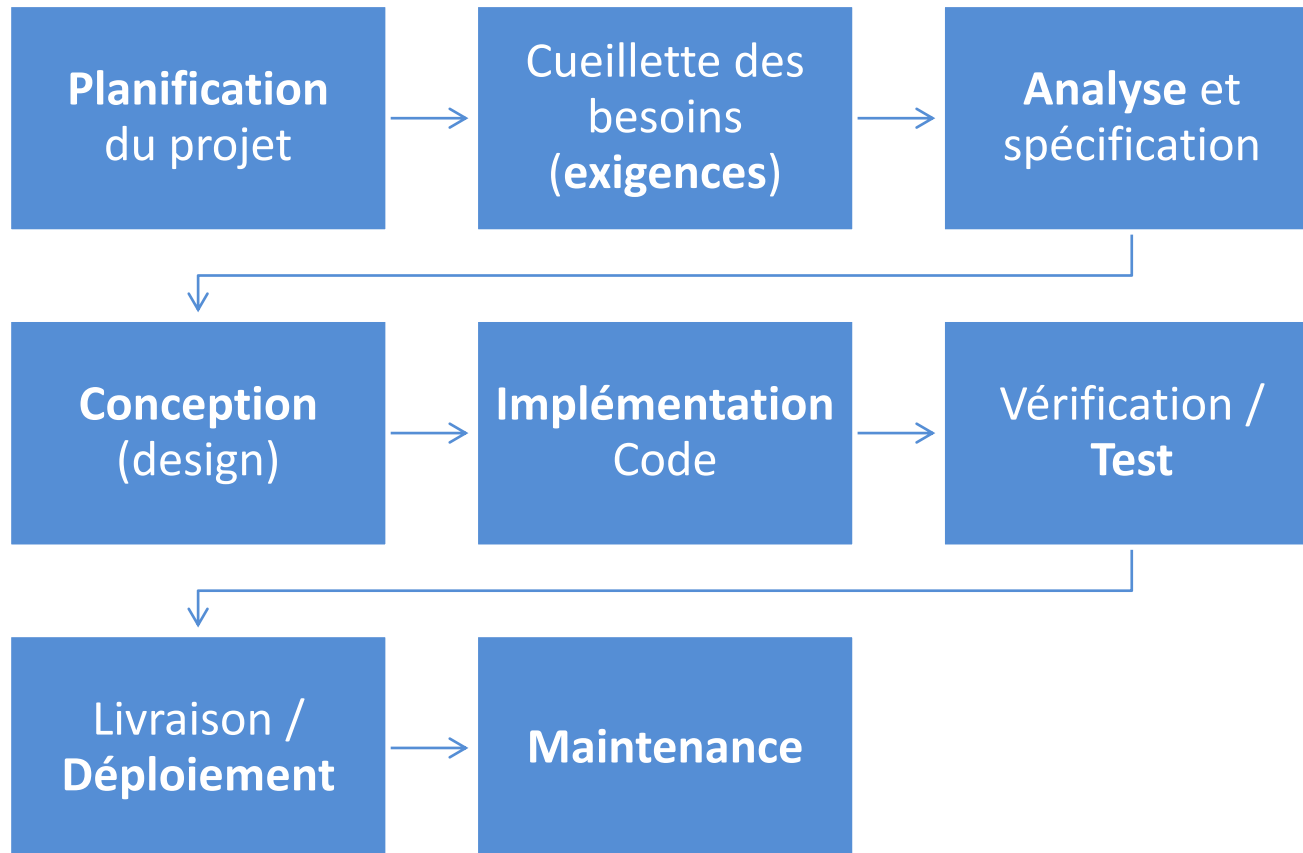 Planification
du projet
Cueillette des
besoins
(exigences)
Analyse et
spécification
Conception
(design)
Implémentation
Code
Vérification /
Test
Livraison /
Déploiement
Maintenance